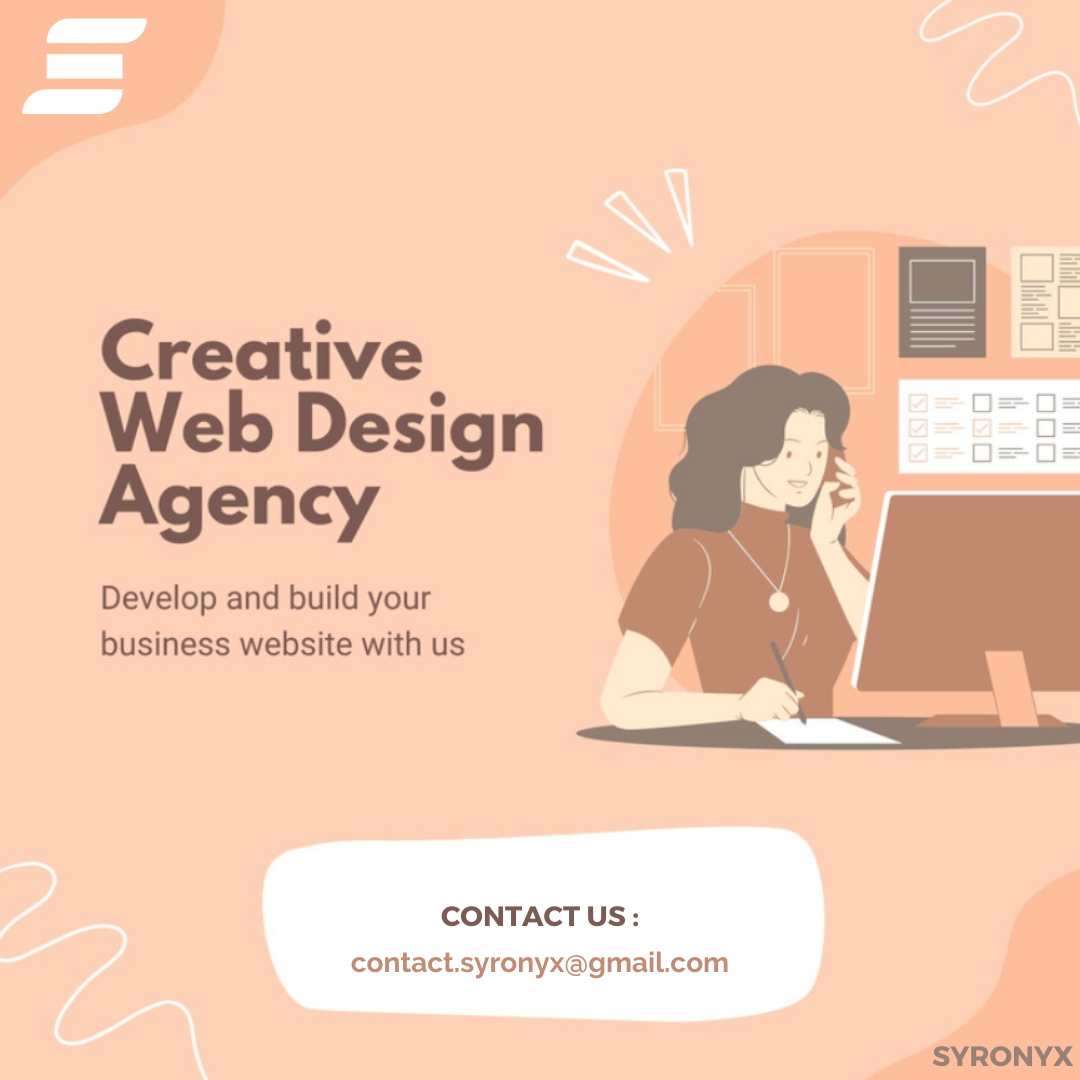 Creative
Web Design
Agency
Develop and build your
business website with us
CONTACT US :
contact.syronyx@gmail.com
SYRONYX